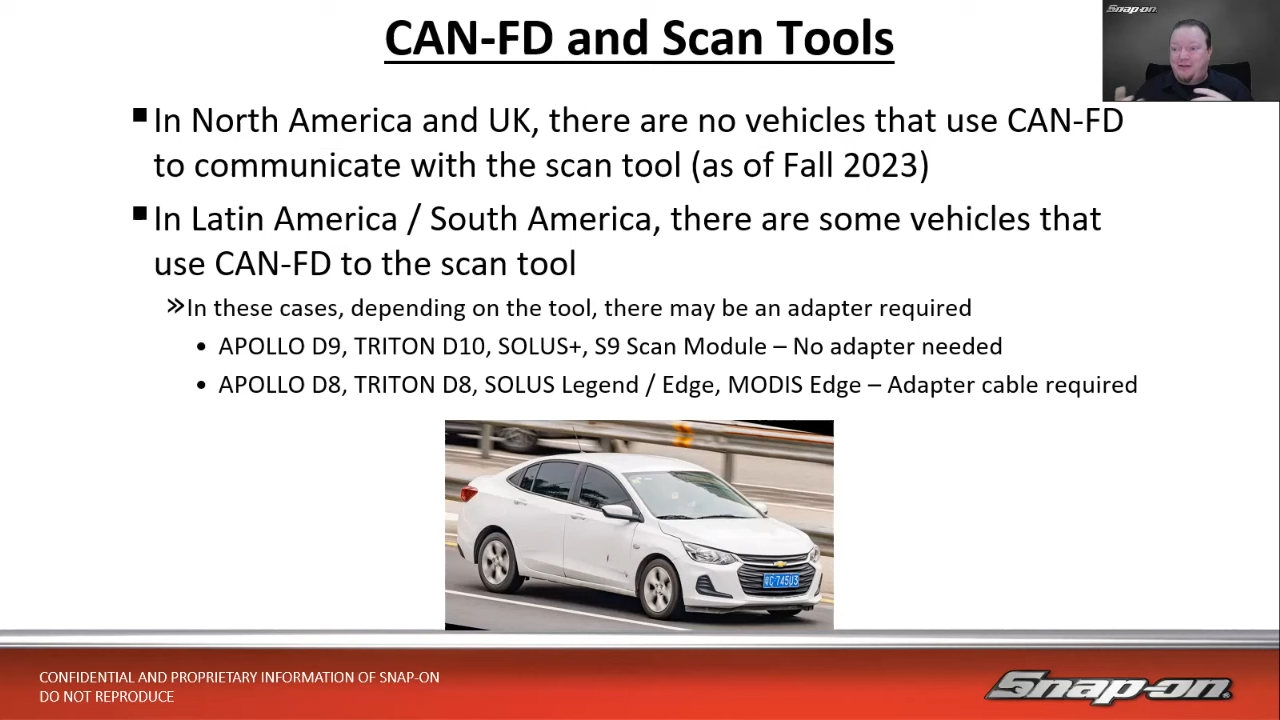 CAN-FD and Scan Tools
Snap-on
In North America and UK, there are no vehicles that use CAN-FD
to communicate with the scan tool (as of Fall 2023)
In Latin America / South America, there are some vehicles that
use CAN-FD to the scan tool
In these cases, depending on the tool, there may be an adapter required
APOLLO D9, TRITON D10, SOLUS+, S9 Scan Module – No adapter needed
APOLLO D8, TRITON D8, SOLUS Legend / Edge, MODIS Edge – Adapter cable required
C·745U3
CONFIDENTIAL AND PROPRIETARY INFORMATION OF SNAP-ON
DO NOT REPRODUCE
Snap-on